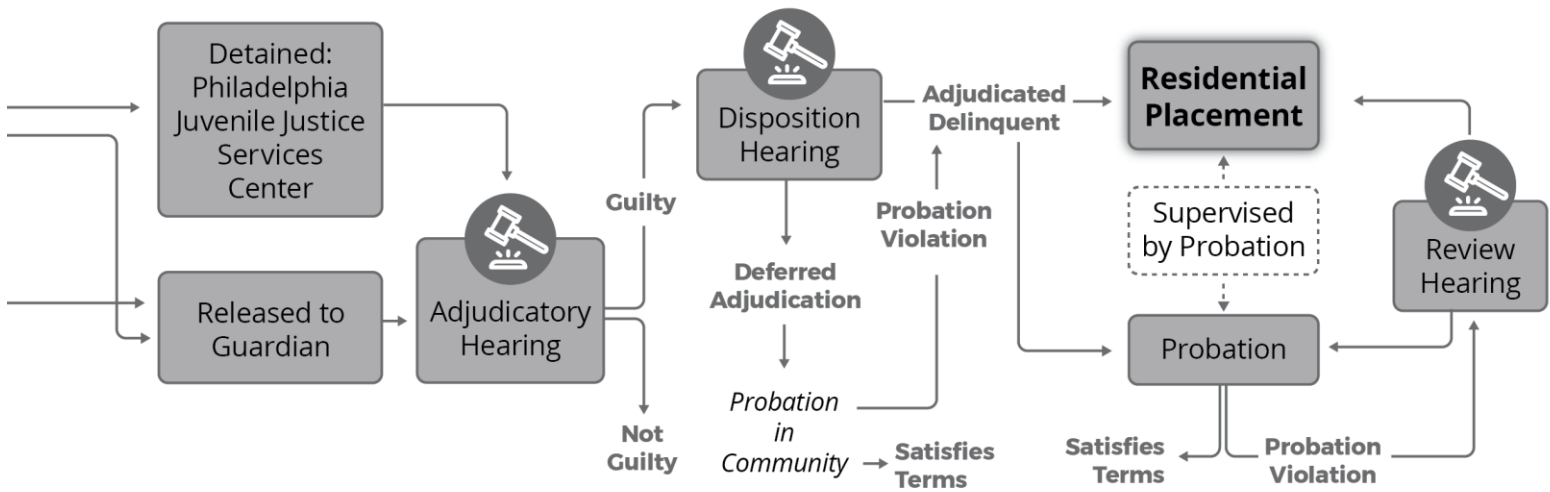 Detained:
Philadelphia
Juvenile Justice
Services
Center
Released to
Guardian
Adjudicatory
Hearing
Guilty
Not
Guilty
Disposition
Hearing
Deferred
Adjudication
Probation
in
Community
Satisfies
Terms
Probation
Violation
Adjudicated
Delinquent
Residential
Placement
Supervised
by Probation
Probation
Satisfies
Terms
Probation
Violation
Review
Hearing